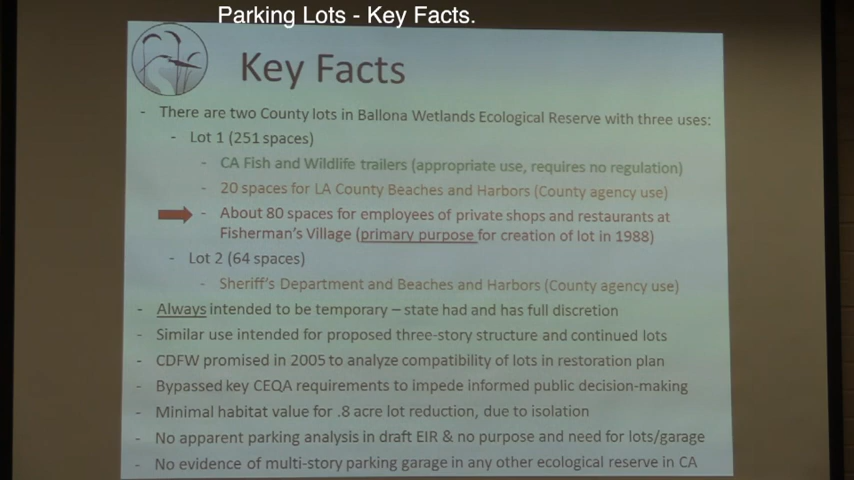 Parking Lots - Key Facts.
Key Facts
- There are two County lots in Ballona Wetlands Ecological Reserve with three uses:
- Lot 1 (251 spaces)
- CA Fish and Wildlife trailers (appropriate use, requires no regulation)
- 20 spaces for LA County Beaches and Harbors (County agency use)
- About 80 spaces for employees of private shops and restaurants at
Fisherman's Village (primary purpose for creation of lot in 1988)
- Lot 2 (64 spaces)
- Sheriff's Department and Beaches and Harbors (County agency use)
- Always intended to be temporary – state had and has full discretion
- Similar use intended for proposed three-story structure and continued lots
- CDFW promised in 2005 to analyze compatibility of lots in restoration plan
- Bypassed key CEQA requirements to impede informed public decision-making
- Minimal habitat value for .8 acre lot reduction, due to isolation
- No apparent parking analysis in draft EIR & no purpose and need for lots/garage
- No evidence of multi-story parking garage in any other ecological reserve in CA